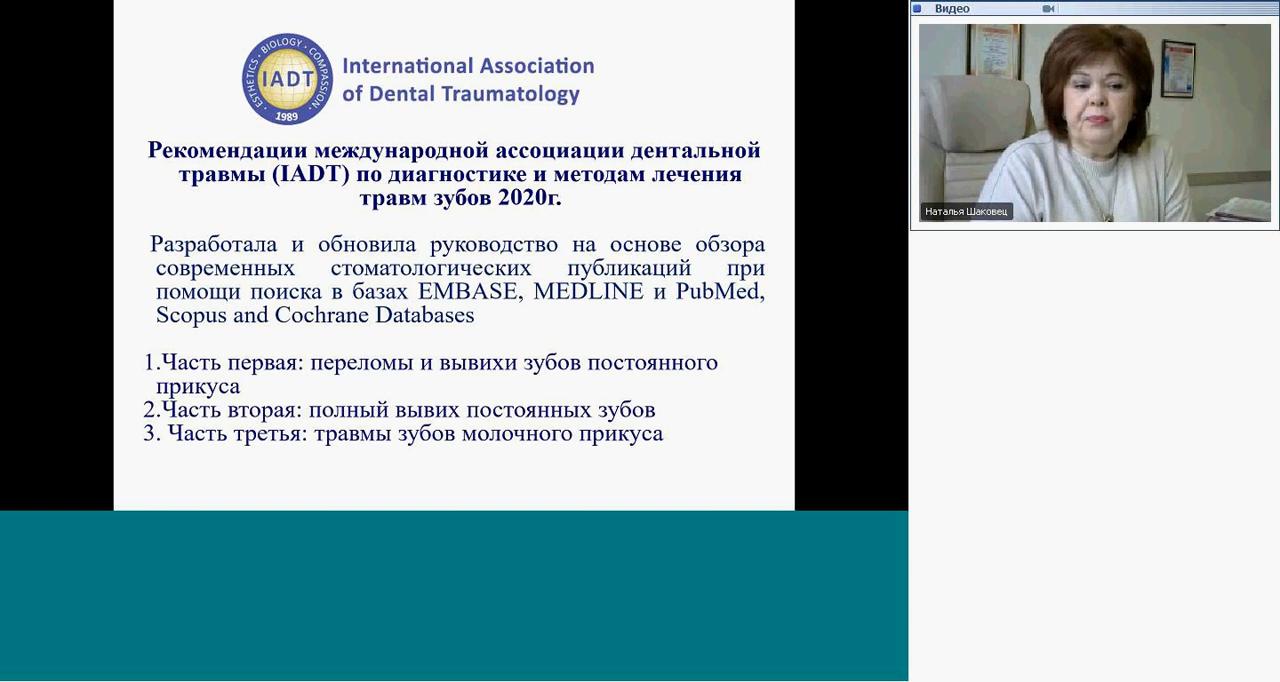 ESTHETICS · BIOLOGY · COMPASSION
IADT
1989
International Association
of Dental Traumatology
Рекомендации международной ассоциации дентальной
травмы (IADT) по диагностике и методам лечения
травм зубов 2020г.
Разработала и обновила руководство на основе обзора
современных стоматологических публикаций при
помощи поиска в базах EMBASE, MEDLINE и PubMed,
Scopus and Cochrane Databases
1.Часть первая: переломы и вывихи зубов постоянного
прикуса
2.Часть вторая: полный вывих постоянных зубов
3. Часть третья: травмы зубов молочного прикуса
Видео
Наталья Шаковец